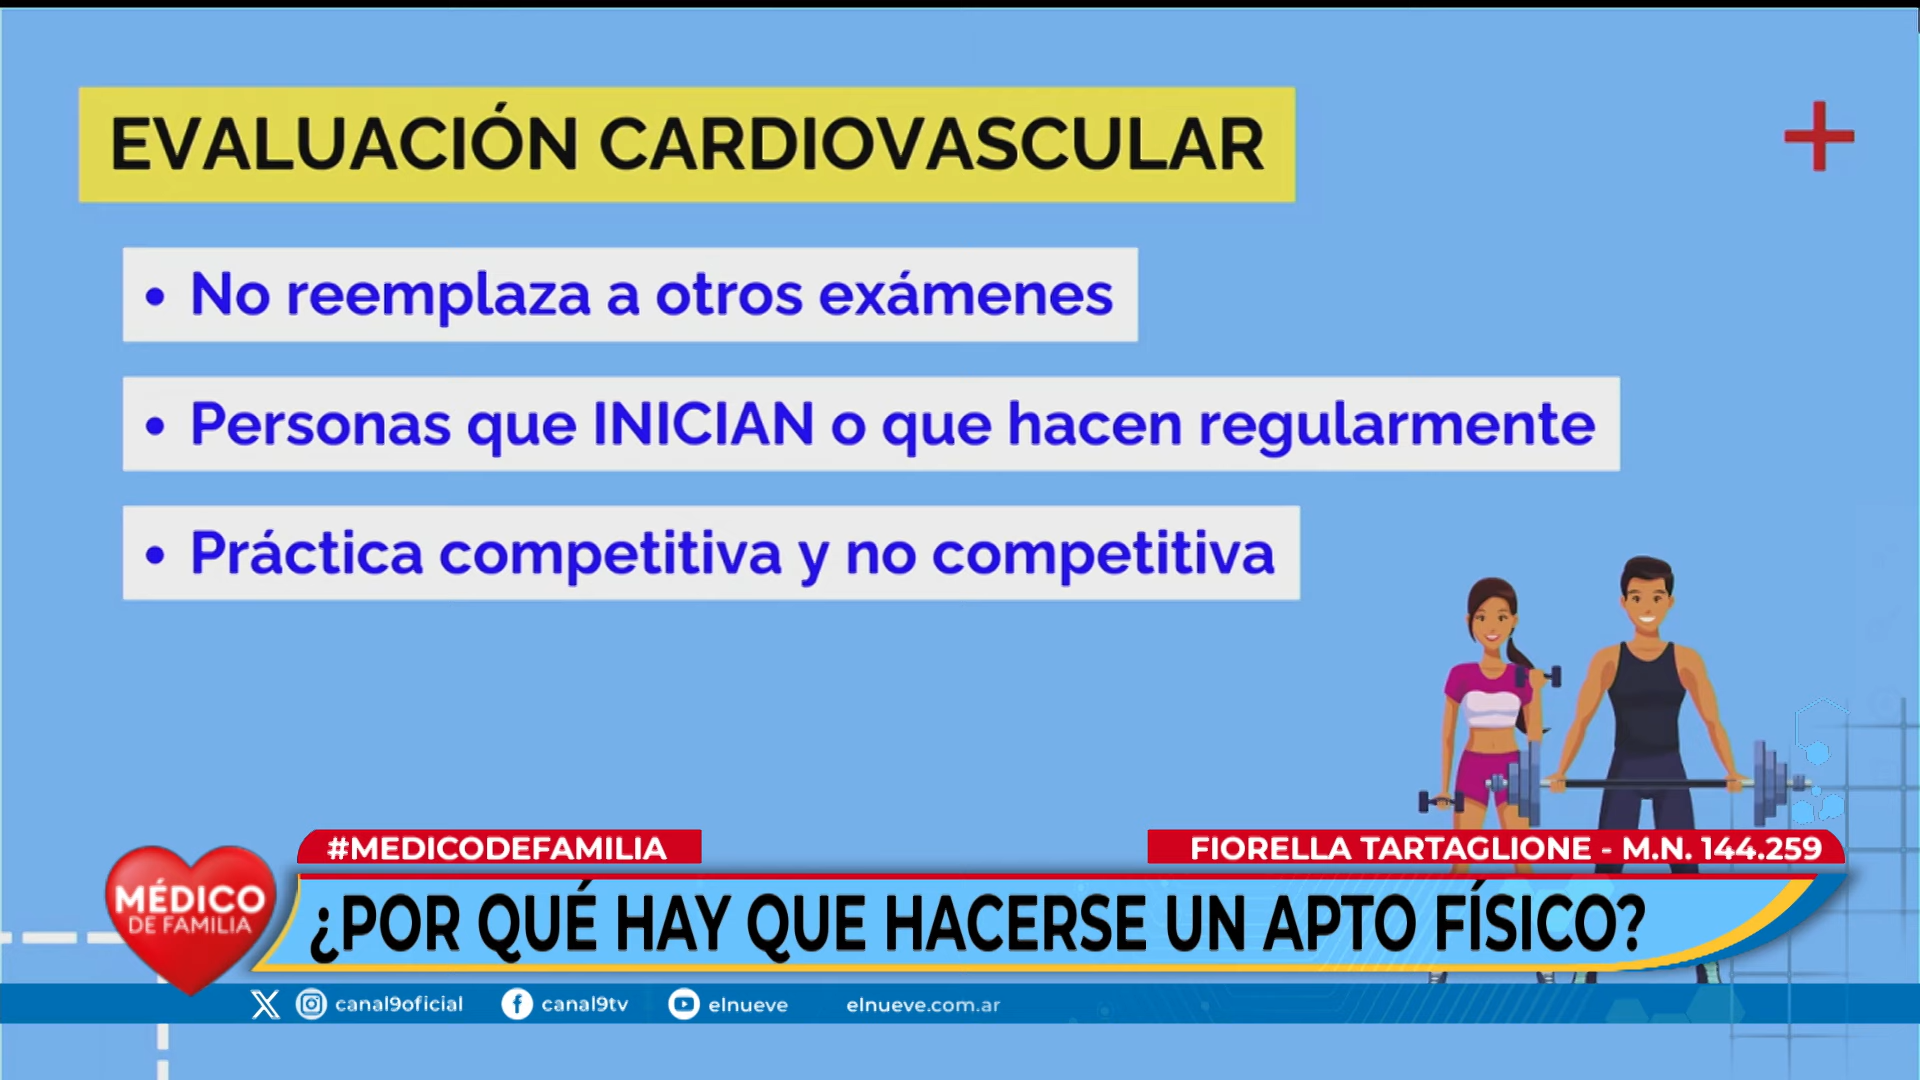 EVALUACIÓN CARDIOVASCULAR
• No reemplaza a otros exámenes
• Personas que INICIAN o que hacen regularmente
• Práctica competitiva y no competitiva
#MEDICODEFAMILIA
FIORELLA TARTAGLIONE - M.N. 144.259
MÉDICO
DE FAMILIA
¿POR QUÉ HAY QUE HACERSE UN APTO FÍSICO?
canal9oficial canal9tv elnueve elnueve.com.ar